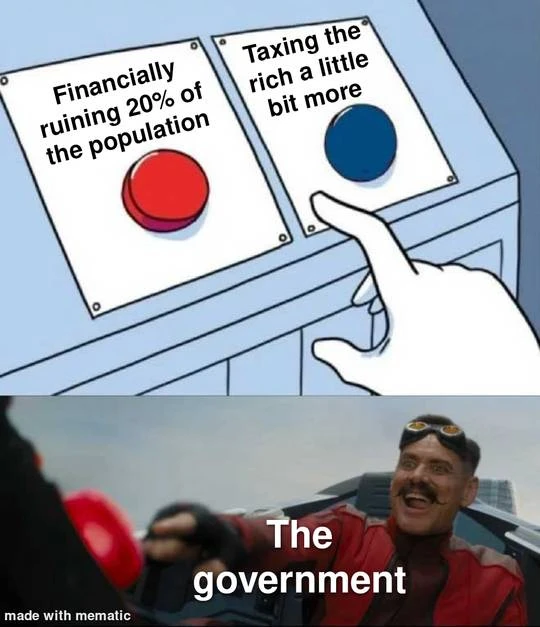 Financially
ruining 20% of
the population
Taxing the
rich a little
bit more
The
government
made with mematic